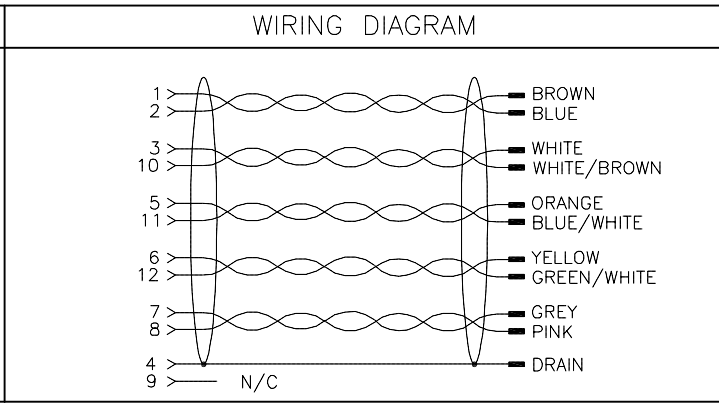 WIRING DIAGRAM
1 BROWN
2 BLUE
3 WHITE
10 WHITE/BROWN
5 ORANGE
11 BLUE/WHITE
6 YELLOW
12 GREEN/WHITE
7 GREY
8 PINK
4 DRAIN
9 N/C